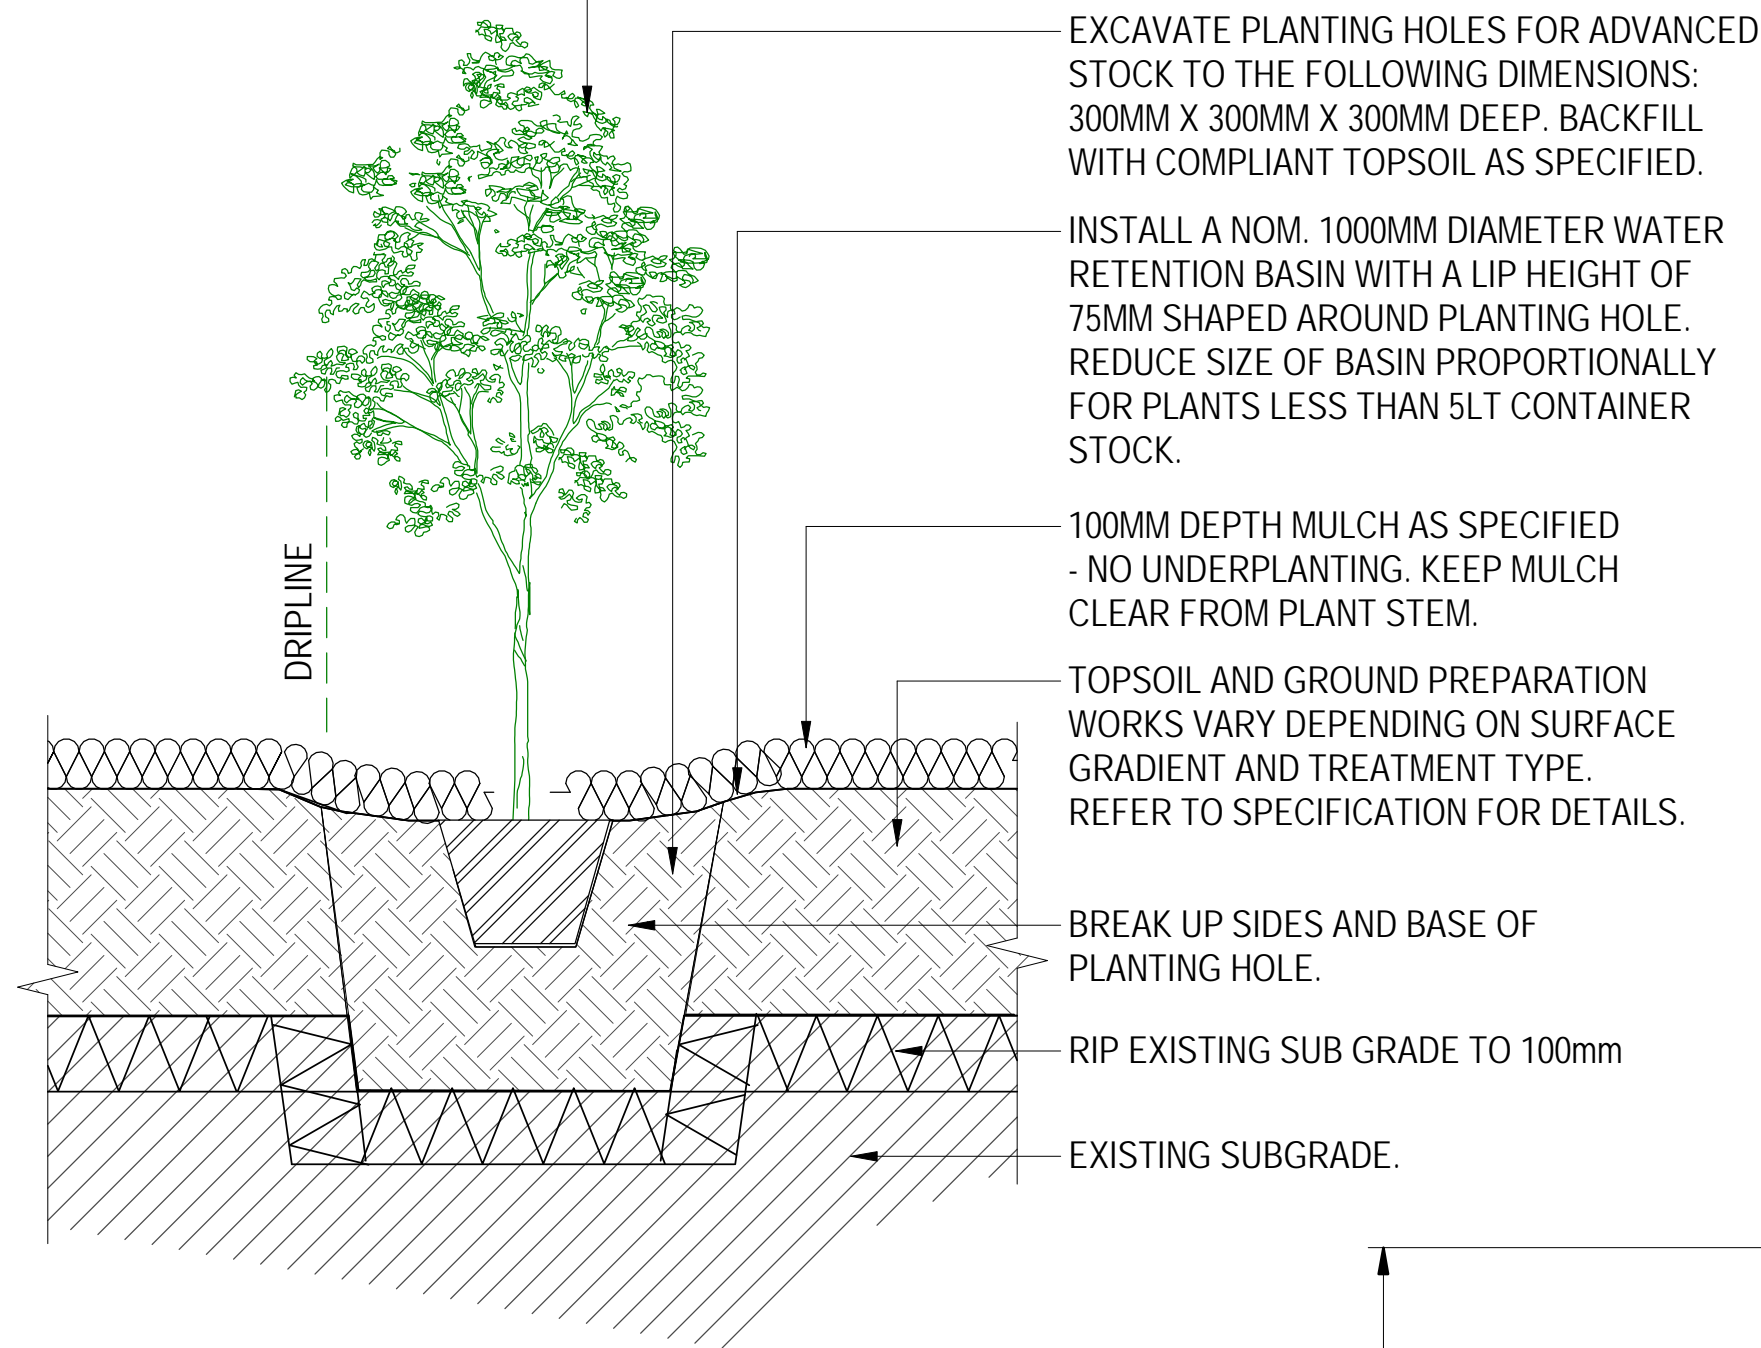 EXCAVATE PLANTING HOLES FOR ADVANCED
STOCK TO THE FOLLOWING DIMENSIONS:
300MM X 300MM X 300MM DEEP. BACKFILL
WITH COMPLIANT TOPSOIL AS SPECIFIED.
INSTALL A NOM. 1000MM DIAMETER WATER
RETENTION BASIN WITH A LIP HEIGHT OF
75MM SHAPED AROUND PLANTING HOLE.
REDUCE SIZE OF BASIN PROPORTIONALLY
FOR PLANTS LESS THAN 5LT CONTAINER
STOCK.
100MM DEPTH MULCH AS SPECIFIED
- NO UNDERPLANTING. KEEP MULCH
CLEAR FROM PLANT STEM.
DRIPLINE
TOPSOIL AND GROUND PREPARATION
WORKS VARY DEPENDING ON SURFACE
GRADIENT AND TREATMENT TYPE.
REFER TO SPECIFICATION FOR DETAILS.
BREAK UP SIDES AND BASE OF
PLANTING HOLE.
RIP EXISTING SUB GRADE TO 100mm
EXISTING SUBGRADE.